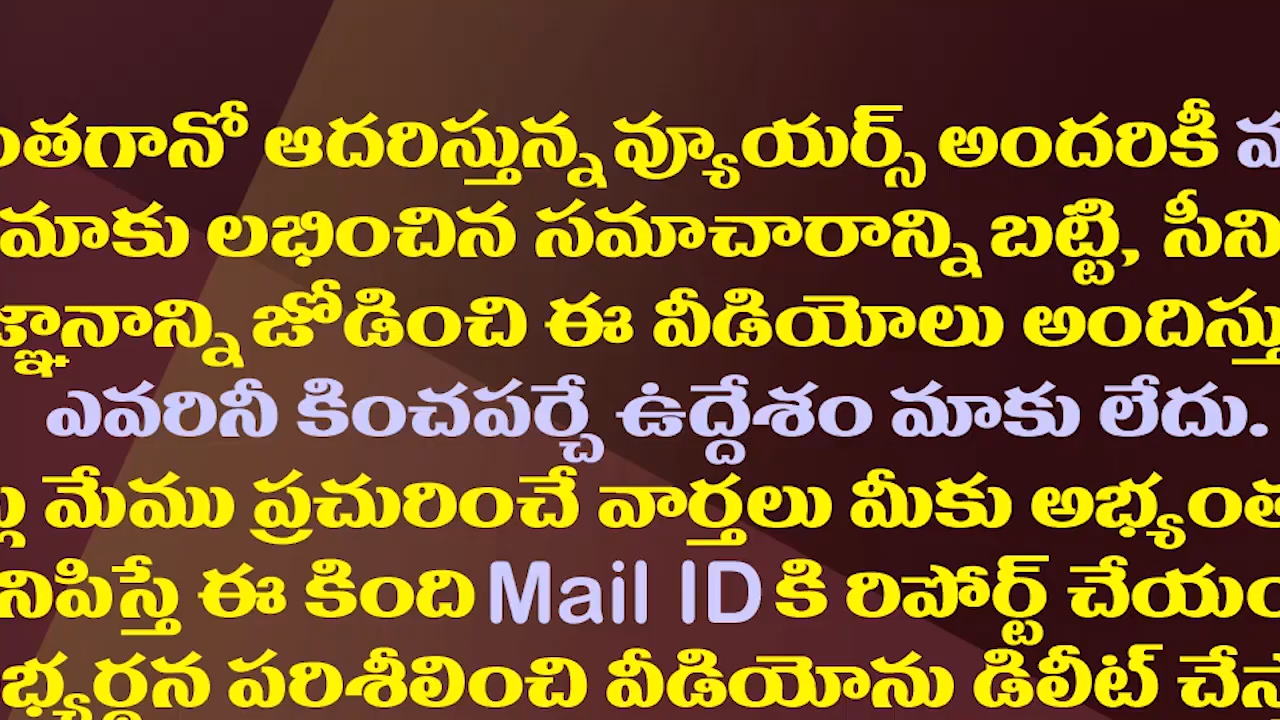 ంతగానో ఆదరిస్తున్న వ్యూయర్స్ అందరికీ మ
మాకు లభించిన సమాచారాన్ని బట్టి, సీని
జ్ఞానాన్ని జోడించి ఈ వీడియోలు అందిస్తు
ఎవరినీ కించపర్చే ఉద్దేశం మాకు లేదు.
మేము ప్రచురించే వార్తలు మీకు అభ్యంత
నిపిస్తే ఈ కింది Mail ID కి రిపోర్ట్ చేయం
భ్యర్థన పరిశీలించి వీడియోను డిలీట్ చేస